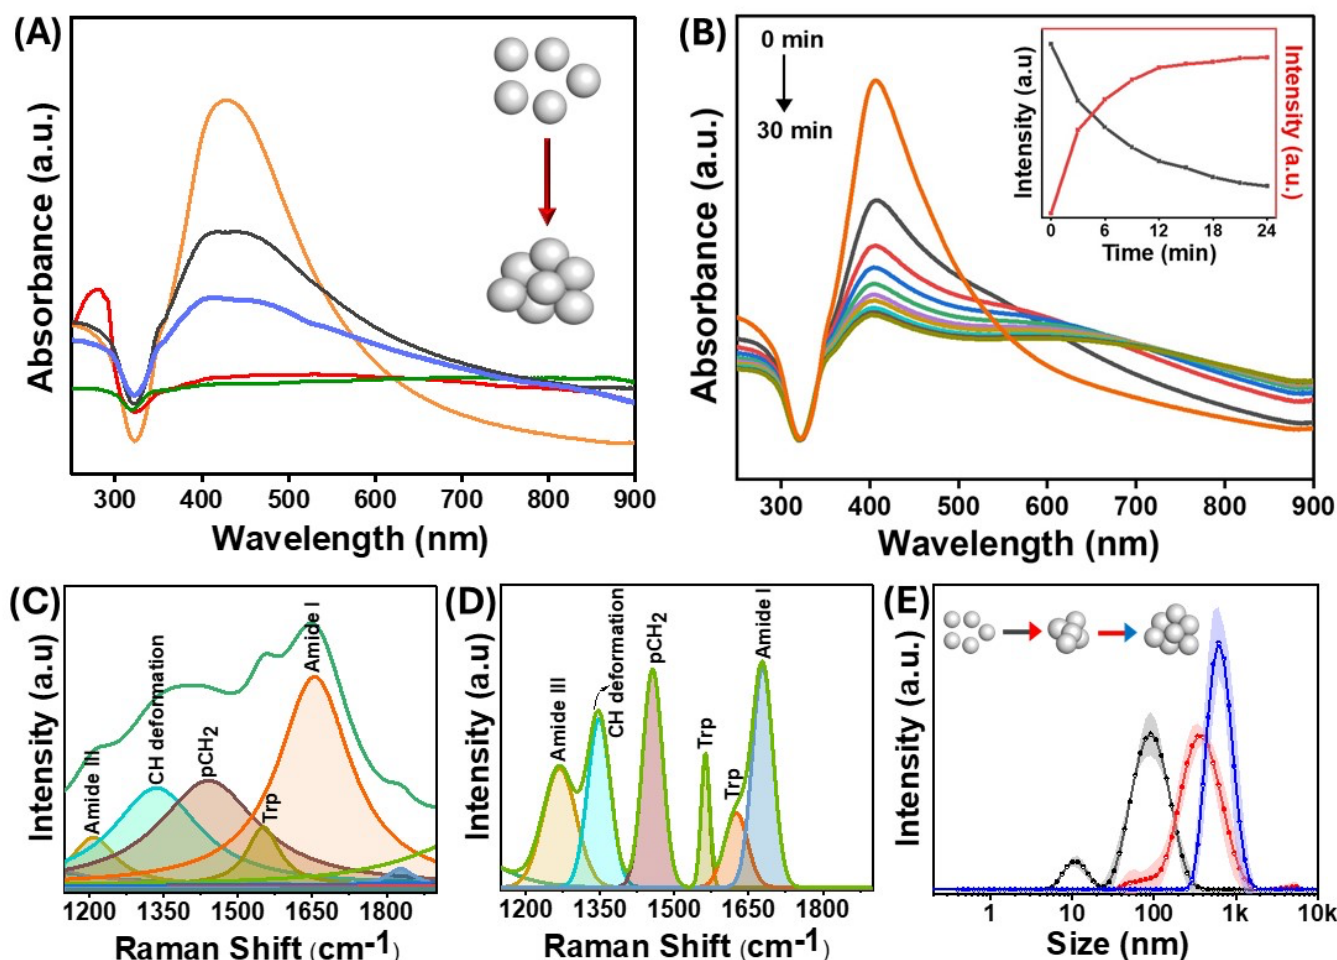 (A)
Absorbance (a.u.)
300 400 500 600 700 800 900
Wavelength (nm)
(B)
0 min
30 min
Absorbance (a.u.)
300 400 500 600 700 800 900
Wavelength (nm)
Intensity (a.u)
Intensity (a.u.)
0 6 12 18 24
Time (min)
(C)
Intensity (a.u)
Amide III
CH deformation
pCH2
Trp
Amide I
1200 1350 1500 1650 1800
Raman Shift (cm-1)
(D)
Intensity (a.u.)
Amide III
CH deformation
pCH2
Trp
Trp
Amide I
1200 1350 1500 1650 1800
Raman Shift (cm-1)
(E)
Intensity (a.u.)
1 10 100 1k 10k
Size (nm)